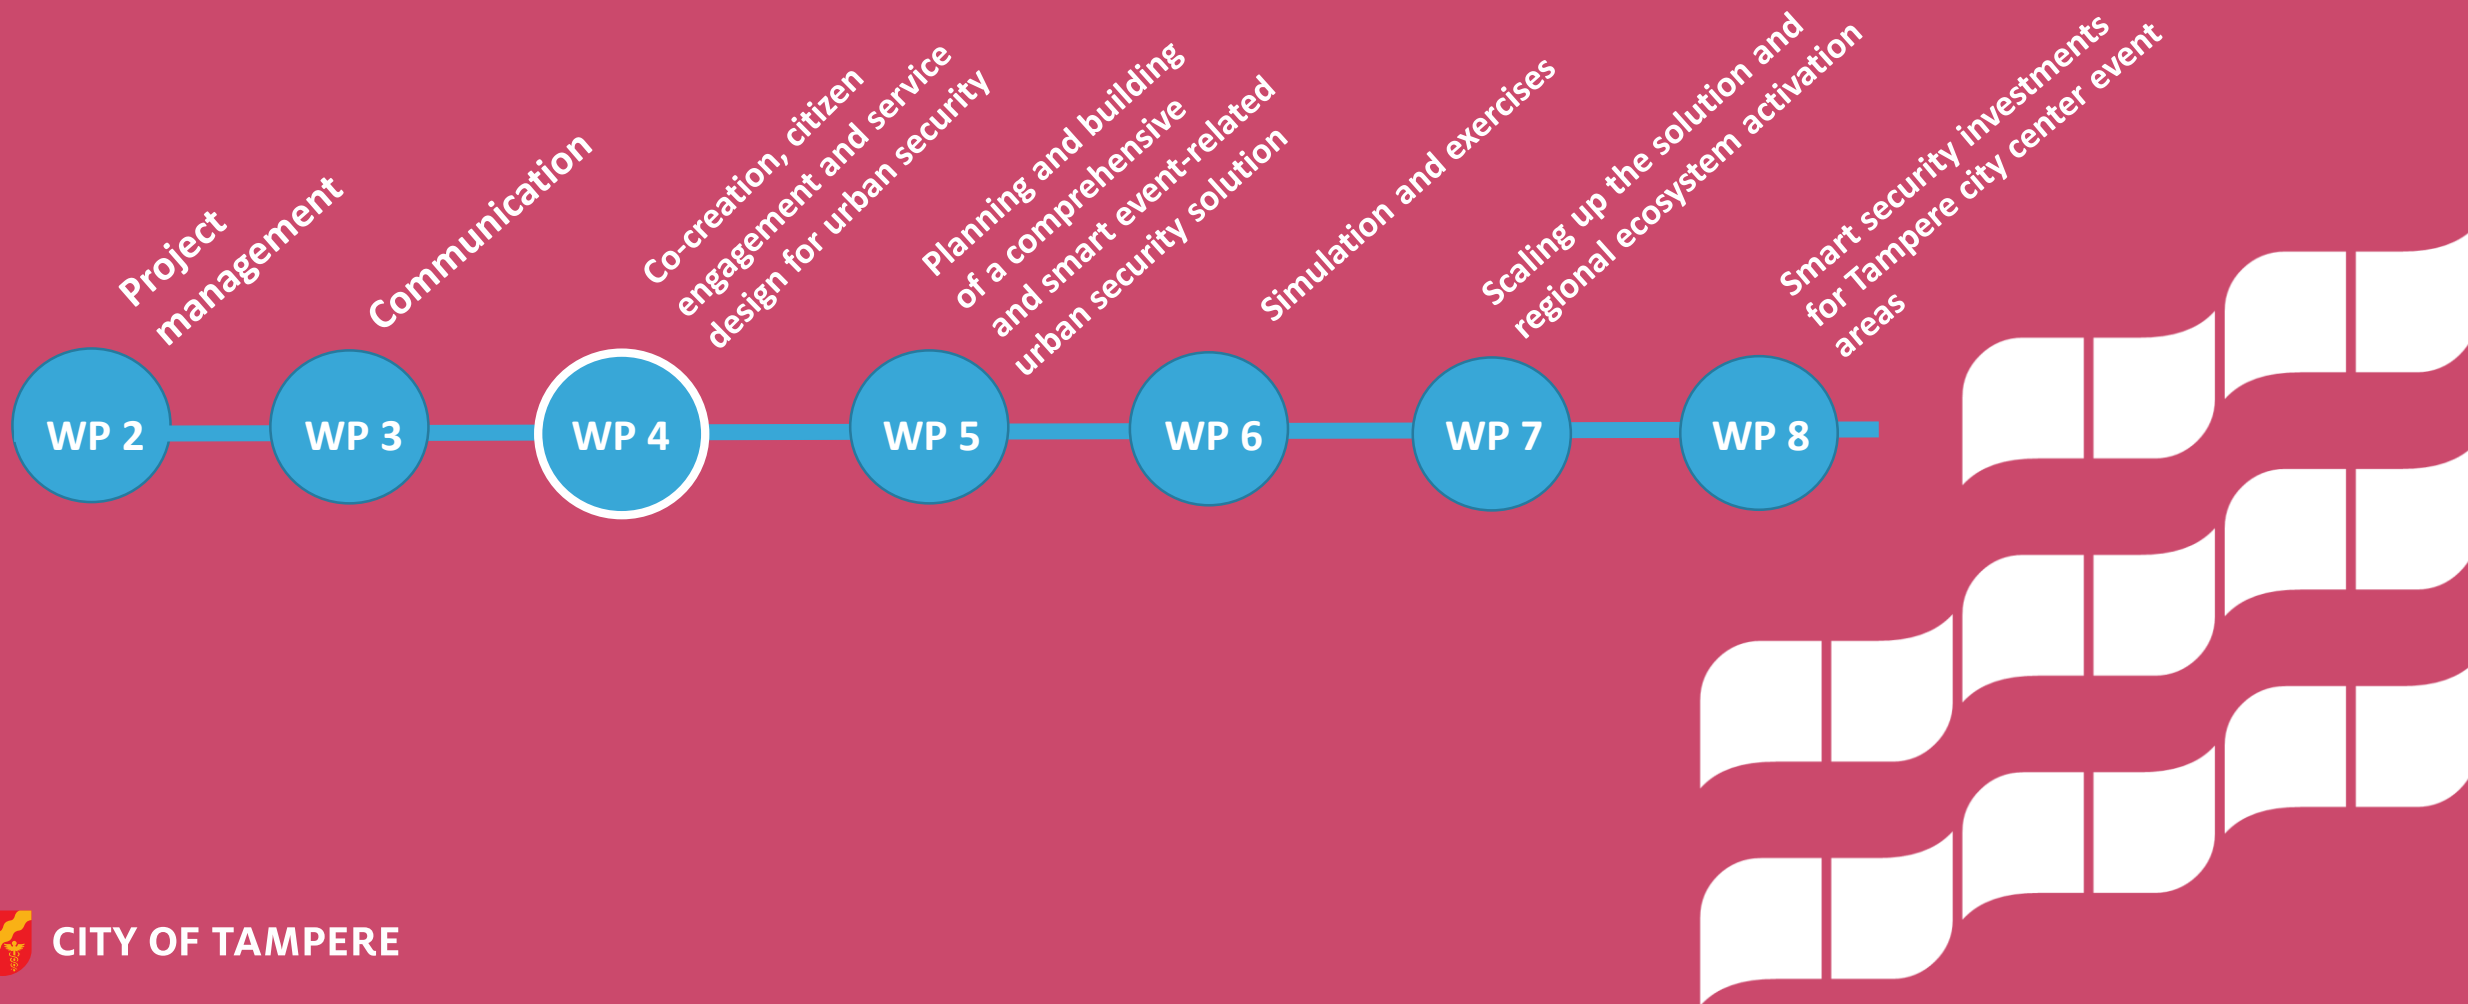 Project
management
Communication
Co-creation, citizen
engagement and service
design for urban security
Planning and building
of a comprehensive
and smart event-related
urban security solution
Simulation and exercises
Scaling up the solution and
regional ecosystem activation
Smart security investments
for Tampere city center event
areas
WP 2
WP 3
WP 4
WP 5
WP 6
WP 7
WP 8
CITY OF TAMPERE